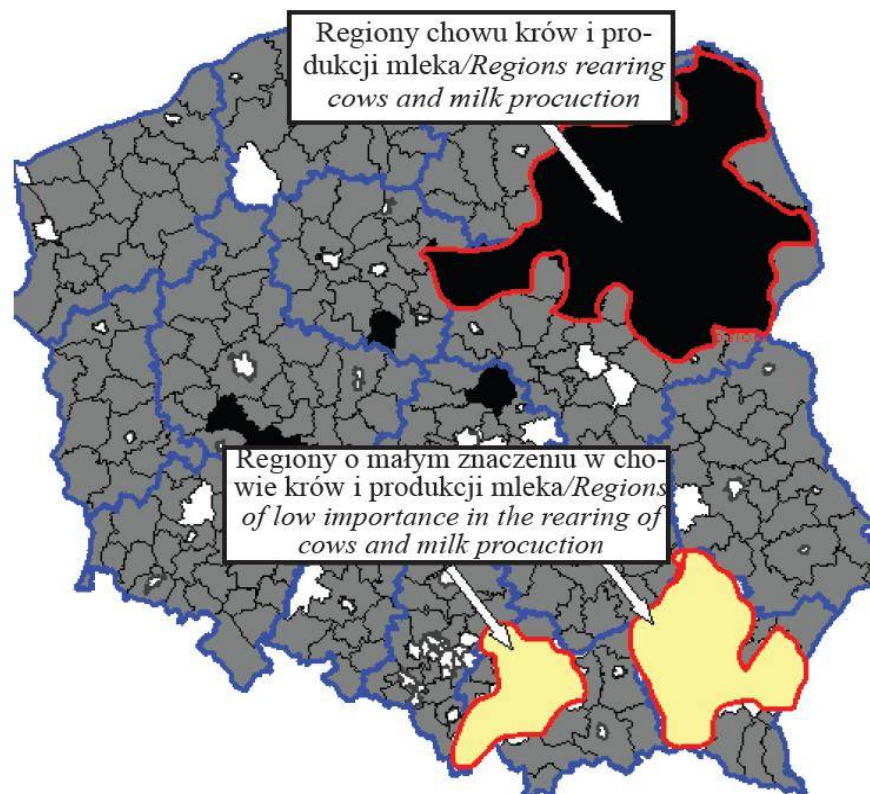 Regiony chowu krów i pro-
dukcji mleka/Regions rearing
cows and milk procuction
Regiony o małym znaczeniu w cho-
wie krów i produkcji mleka/Regions
of low importance in the rearing of
cows and milk procuction